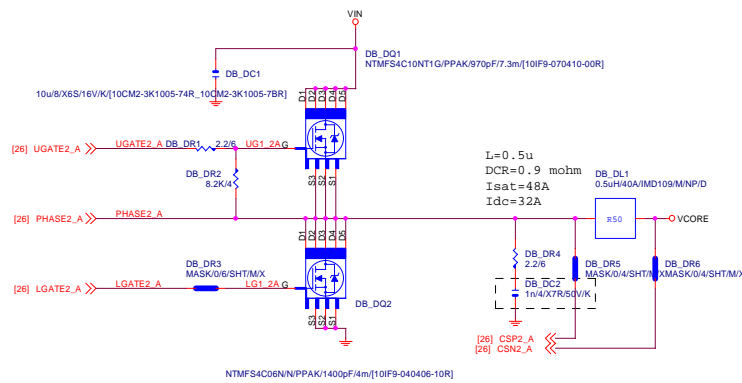 VIN
DB_DQ1
NTMFS4C10NT1G/PPAK/970pF/7.3m/[10IF9-070410-00R]
DB_DC1
10u/8/X6S/16V/K/[10CM2-3K1005-74R_10CM2-3K1005-7BR]
D1 D2 D3 D4 D5
[26] UGATE2_A UGATE2_A DB_DR1 2.2/6 UG1_2A G
S3 S2 S1
DB_DR2
8.2K/4
L=0.5u
DCR=0.9 mohm
Isat=48A
Idc=32A
DB_DL1
0.5uH/40A/IMD109/M/NP/D
R50
VCORE
[26] PHASE2_A PHASE2_A
D1 D2 D3 D4 D5
DB_DR3
MASK/0/6/SHT/M/X
[26] LGATE2_A LGATE2_A LG1_2A G
S3 S2 S1
DB_DQ2
DB_DR4
2.2/6
DB_DR5
MASK/0/4/SHT/M/X
DB_DR6
MASK/0/4/SHT/M/X
DB_DC2
1n/4/X7R/50V/K
[26] CSP2_A
[26] CSN2_A
NTMFS4C06N/N/PPAK/1400pF/4m/[10IF9-040406-10R]